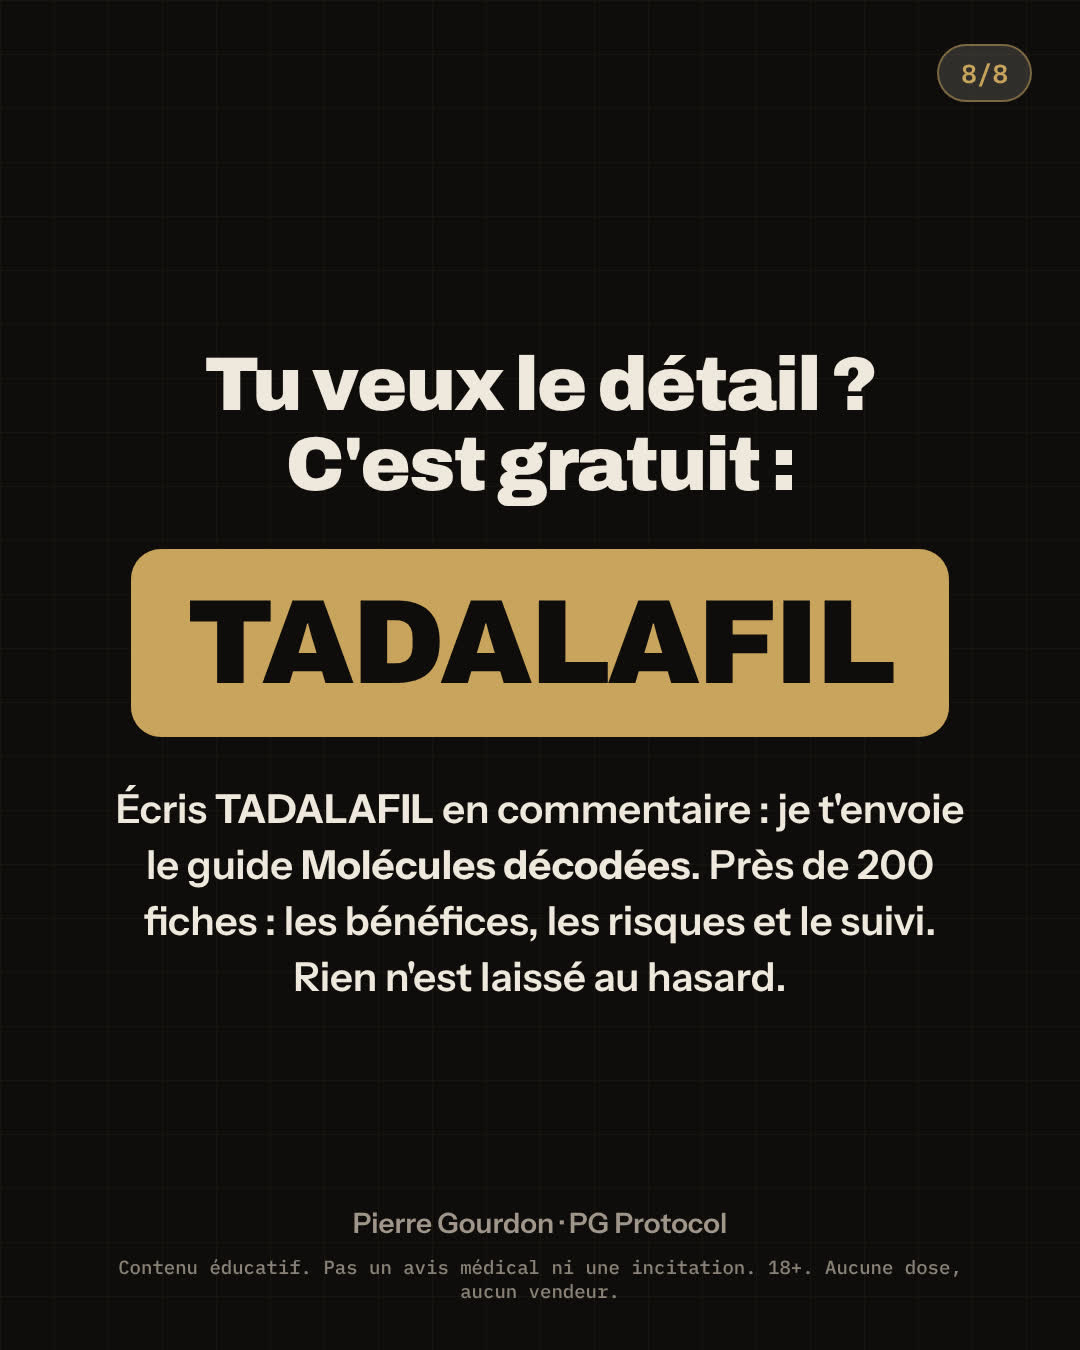 8/8
Tu veux le détail ?
C'est gratuit :
TADALAFIL
Écris TADALAFIL en commentaire : je t'envoie
le guide Molécules décodées. Près de 200
fiches : les bénéfices, les risques et le suivi.
Rien n'est laissé au hasard.
Pierre Gourdon · PG Protocol
Contenu éducatif. Pas un avis médical ni une incitation. 18+. Aucune dose,
aucun vendeur.